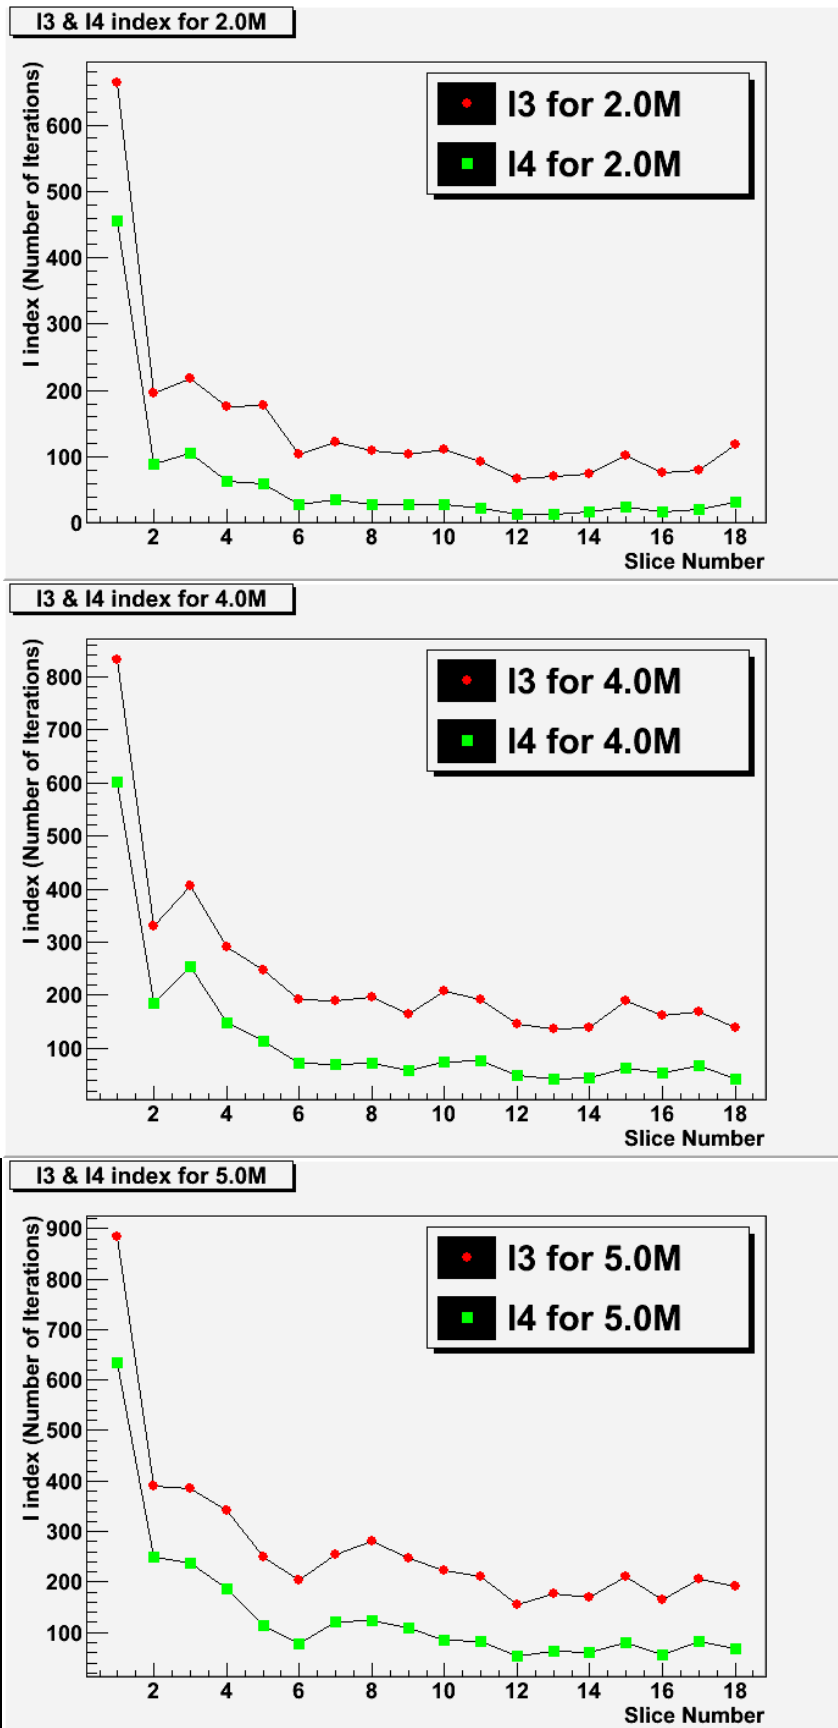 I3 & I4 index for 2.0M
I index (Number of Iterations)
600
500
400
300
200
100
0
I3 for 2.0M
I4 for 2.0M
2 4 6 8 10 12 14 16 18
Slice Number
I3 & I4 index for 4.0M
I index (Number of Iterations)
800
700
600
500
400
300
200
100
I3 for 4.0M
I4 for 4.0M
2 4 6 8 10 12 14 16 18
Slice Number
I3 & I4 index for 5.0M
I index (Number of Iterations)
900
800
700
600
500
400
300
200
100
I3 for 5.0M
I4 for 5.0M
2 4 6 8 10 12 14 16 18
Slice Number